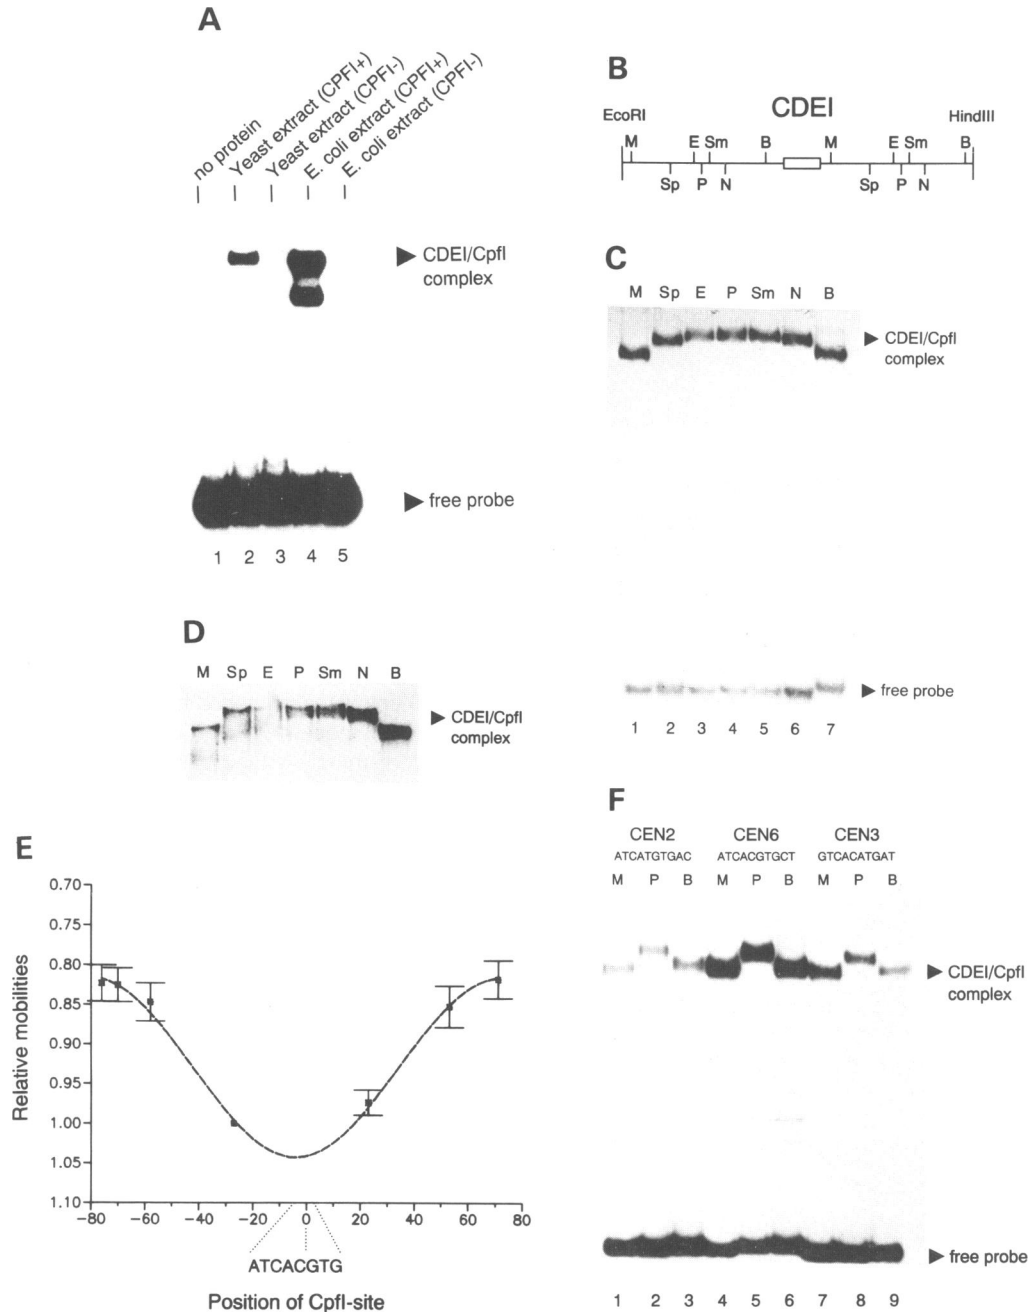 A
no protein
Yeast extract (CPFI+)
Yeast extract (CPFI-)
E. coli extract (CPFI+)
E. coli extract (CPFI-)
CDEI/CpfI
complex
free probe
1 2 3 4 5
B
CDEI
EcoRI HindIII
M E Sm B M E Sm B
Sp P N Sp P N
C
M Sp E P Sm N B
CDEI/CpfI
complex
free probe
1 2 3 4 5 6 7
D
M Sp E P Sm N B
CDEI/CpfI
complex
E
Relative mobilities
0.70
0.75
0.80
0.85
0.90
0.95
1.00
1.05
1.10
-80 -60 -40 -20 0 20 40 60 80
ATCACGTG
Position of CpfI-site
F
CEN2 CEN6 CEN3
ATCATGTGAC ATCACGTGCT GTCACATGAT
M P B M P B M P B
CDEI/CpfI
complex
free probe
1 2 3 4 5 6 7 8 9